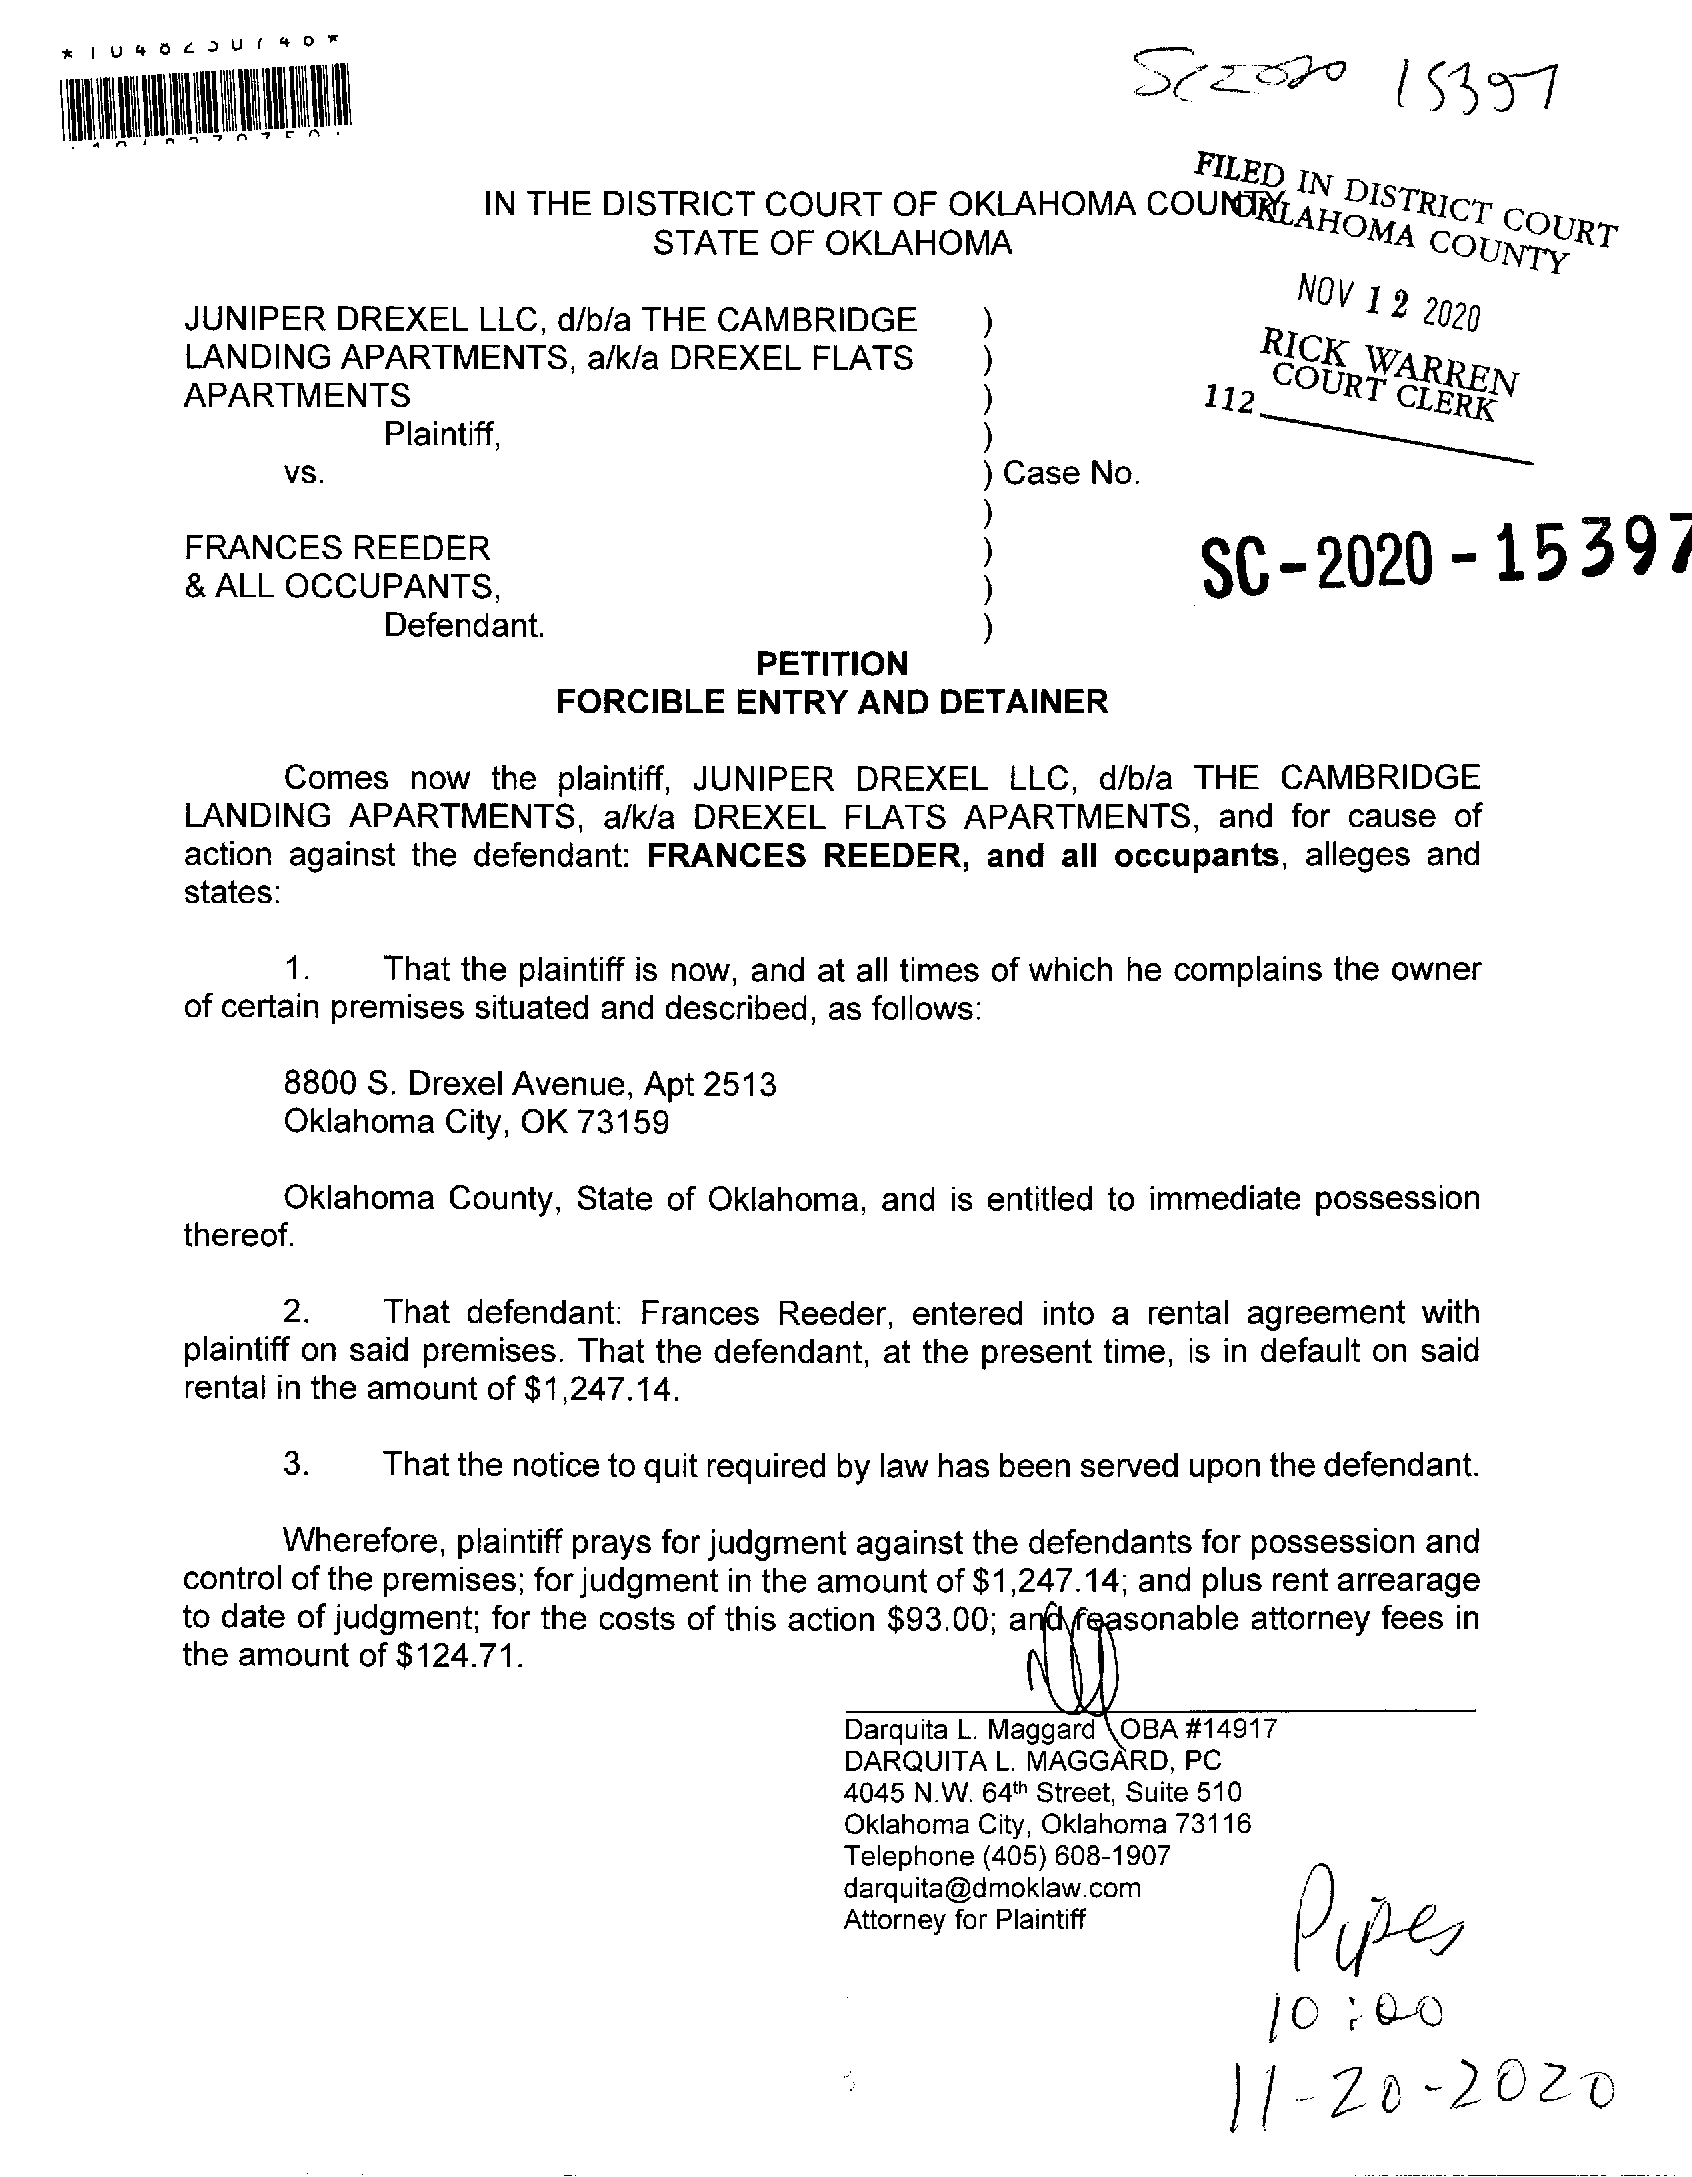 SC2020 15397
FILED IN DISTRICT COURT
OKLAHOMA COUNTY
NOV 12 2020
RICK WARREN
COURT CLERK
112
IN THE DISTRICT COURT OF OKLAHOMA COUNTY
STATE OF OKLAHOMA
JUNIPER DREXEL LLC, d/b/a THE CAMBRIDGE )
LANDING APARTMENTS, a/k/a DREXEL FLATS )
APARTMENTS )
Plaintiff, )
vs. ) Case No.
)
FRANCES REEDER )
SC-2020-15397
& ALL OCCUPANTS, )
Defendant. )
PETITION
FORCIBLE ENTRY AND DETAINER
Comes now the plaintiff, JUNIPER DREXEL LLC, d/b/a THE CAMBRIDGE
LANDING APARTMENTS, a/k/a DREXEL FLATS APARTMENTS, and for cause of
action against the defendant: FRANCES REEDER, and all occupants, alleges and
states:
1. That the plaintiff is now, and at all times of which he complains the owner
of certain premises situated and described, as follows:
8800 S. Drexel Avenue, Apt 2513
Oklahoma City, OK 73159
Oklahoma County, State of Oklahoma, and is entitled to immediate possession
thereof.
2. That defendant: Frances Reeder, entered into a rental agreement with
plaintiff on said premises. That the defendant, at the present time, is in default on said
rental in the amount of $1,247.14.
3. That the notice to quit required by law has been served upon the defendant.
Wherefore, plaintiff prays for judgment against the defendants for possession and
control of the premises; for judgment in the amount of $1,247.14; and plus rent arrearage
to date of judgment; for the costs of this action $93.00; and reasonable attorney fees in
the amount of $124.71.
Darquita L. Maggard OBA #14917
DARQUITA L. MAGGARD, PC
4045 N.W. 64th Street, Suite 510
Oklahoma City, Oklahoma 73116
Telephone (405) 608-1907
darquita@dmoklaw.com
Attorney for Plaintiff
Pipes
10:00
11-20-2020